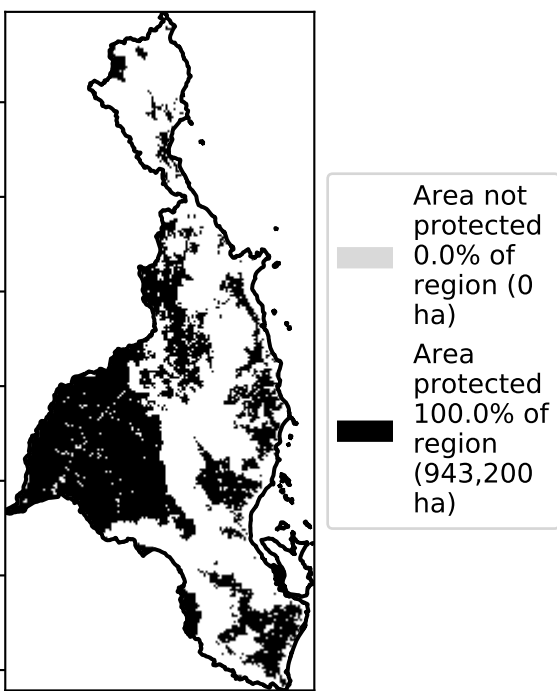 Area not
protected
0.0% of
region (0
ha)
Area
protected
100.0% of
region
(943,200
ha)